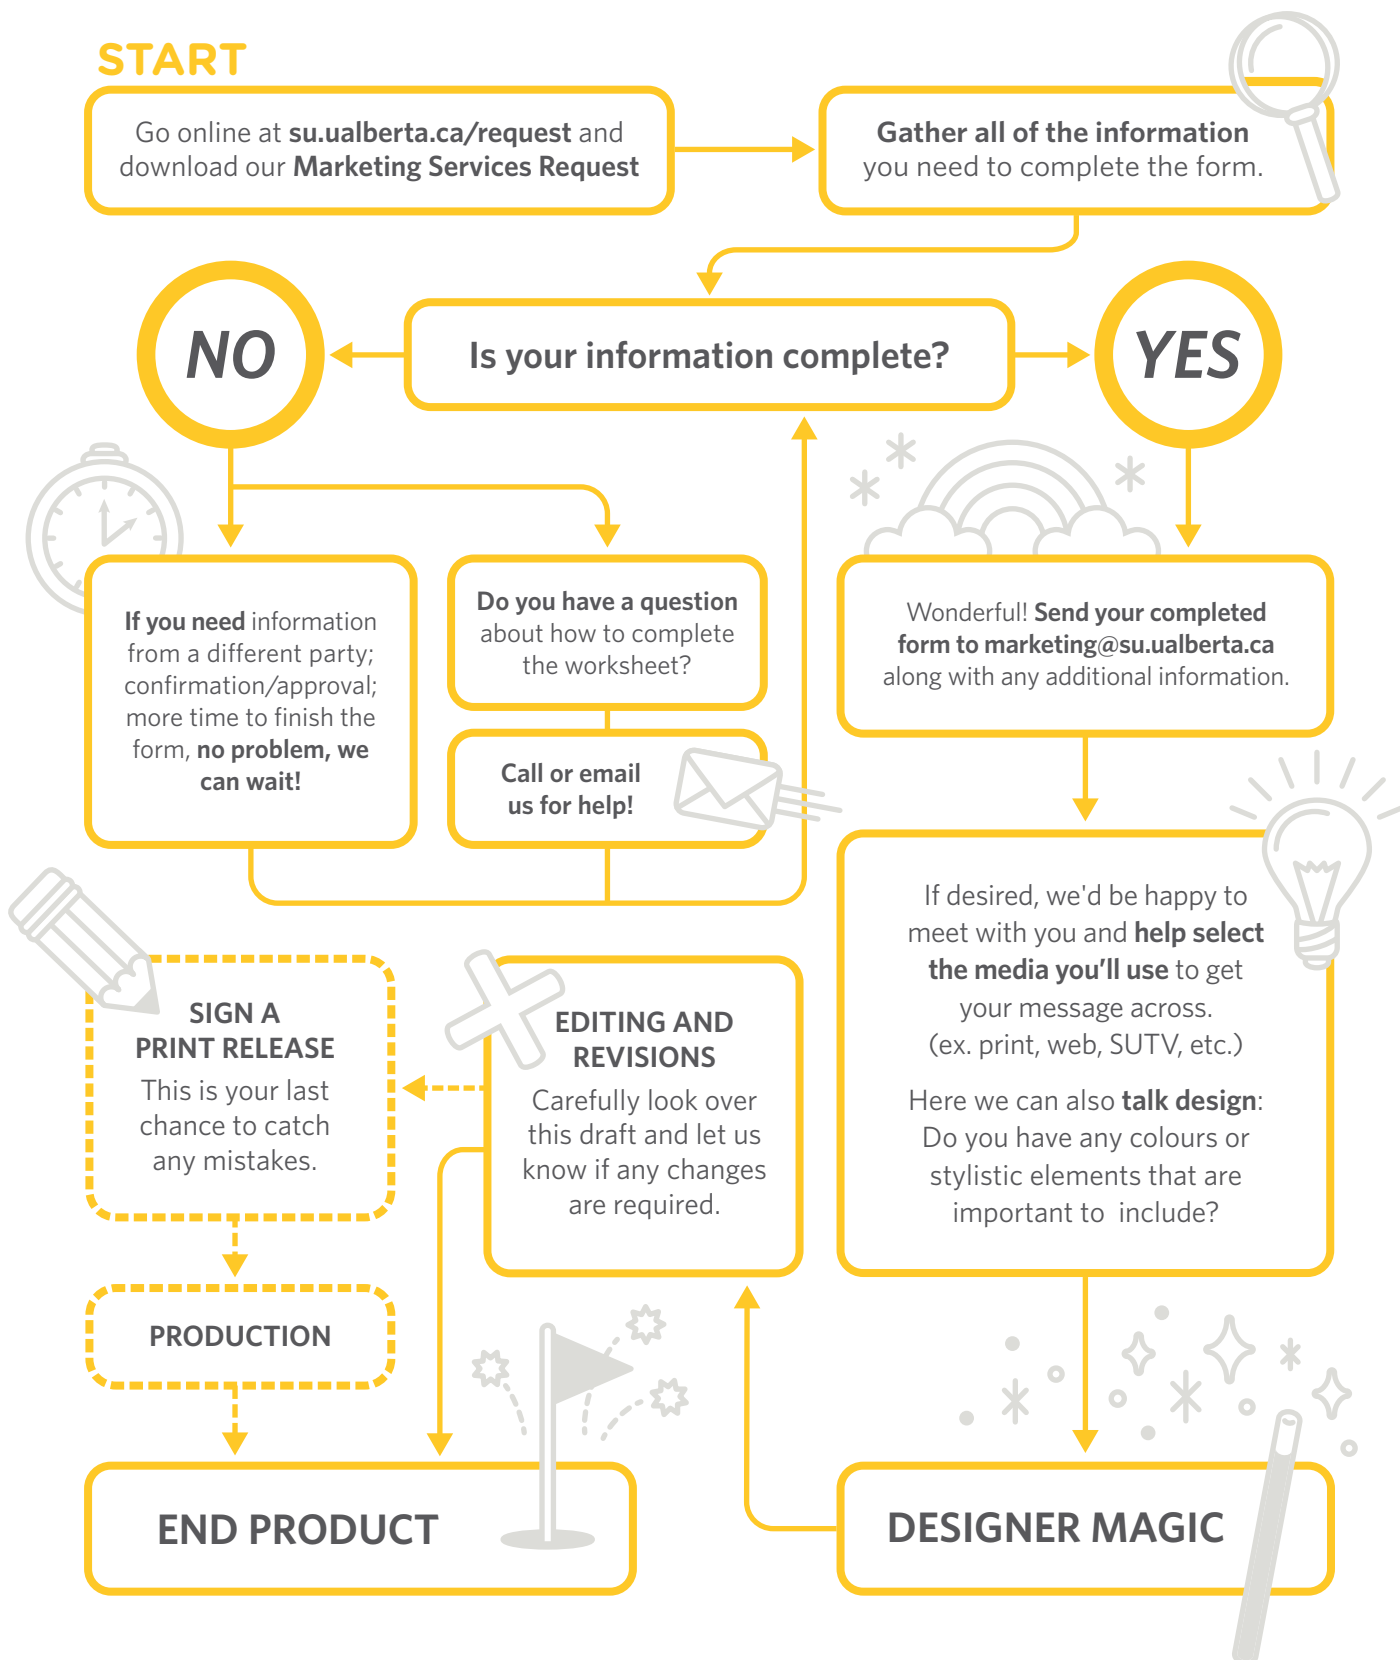 START
Go online at su.ualberta.ca/request and
download our Marketing Services Request
Gather all of the information
you need to complete the form.
NO
Is your information complete?
YES
If you need information
from a different party;
confirmation/approval;
more time to finish the
form, no problem, we
can wait!
Do you have a question
about how to complete
the worksheet?
Call or email
us for help!
Wonderful! Send your completed
form to marketing@su.ualberta.ca
along with any additional information.
If desired, we'd be happy to
meet with you and help select
the media you'll use to get
your message across.
(ex. print, web, SUTV, etc.)
Here we can also talk design:
Do you have any colours or
stylistic elements that are
important to include?
SIGN A
PRINT RELEASE
This is your last
chance to catch
any mistakes.
EDITING AND
REVISIONS
Carefully look over
this draft and let us
know if any changes
are required.
PRODUCTION
END PRODUCT
DESIGNER MAGIC